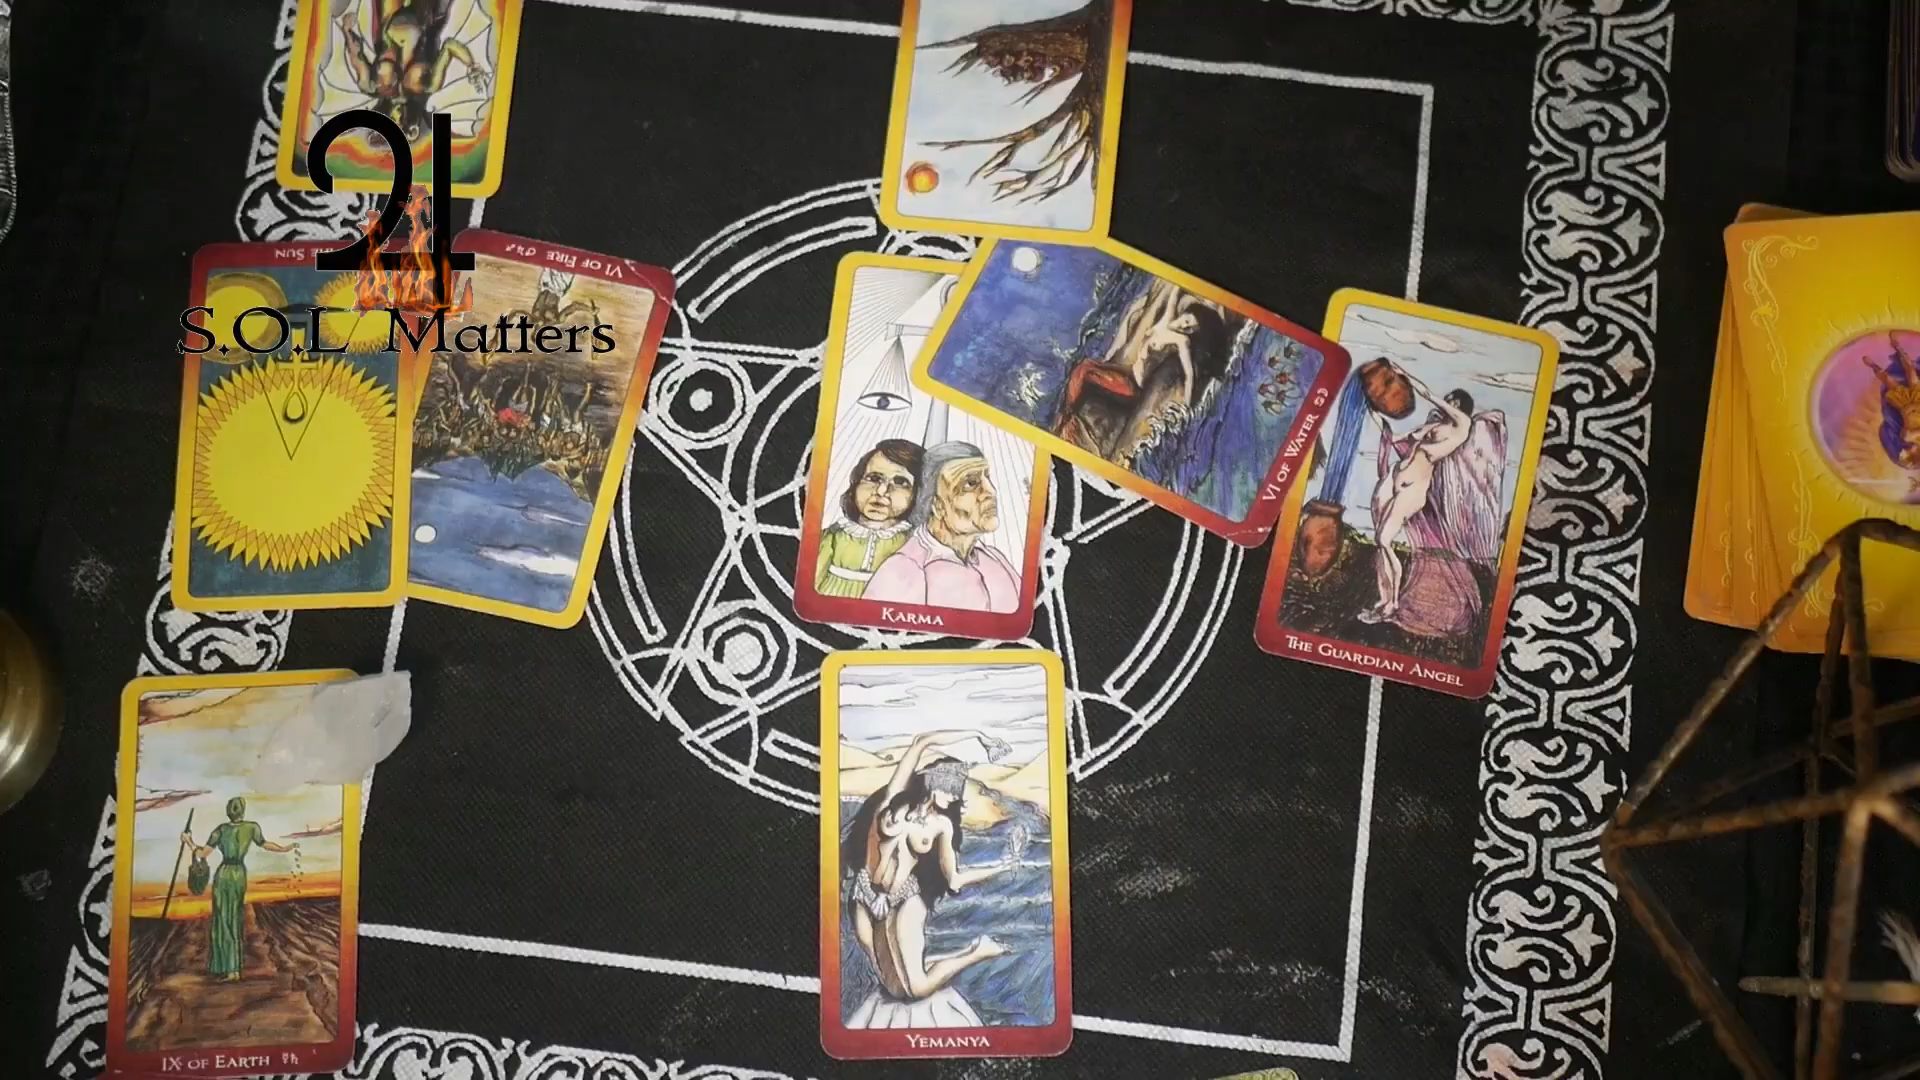 THE SUN
VI OF FIRE
S.O.L Matters
VI OF WATER
KARMA
THE GUARDIAN ANGEL
YEMANYA
IX OF EARTH